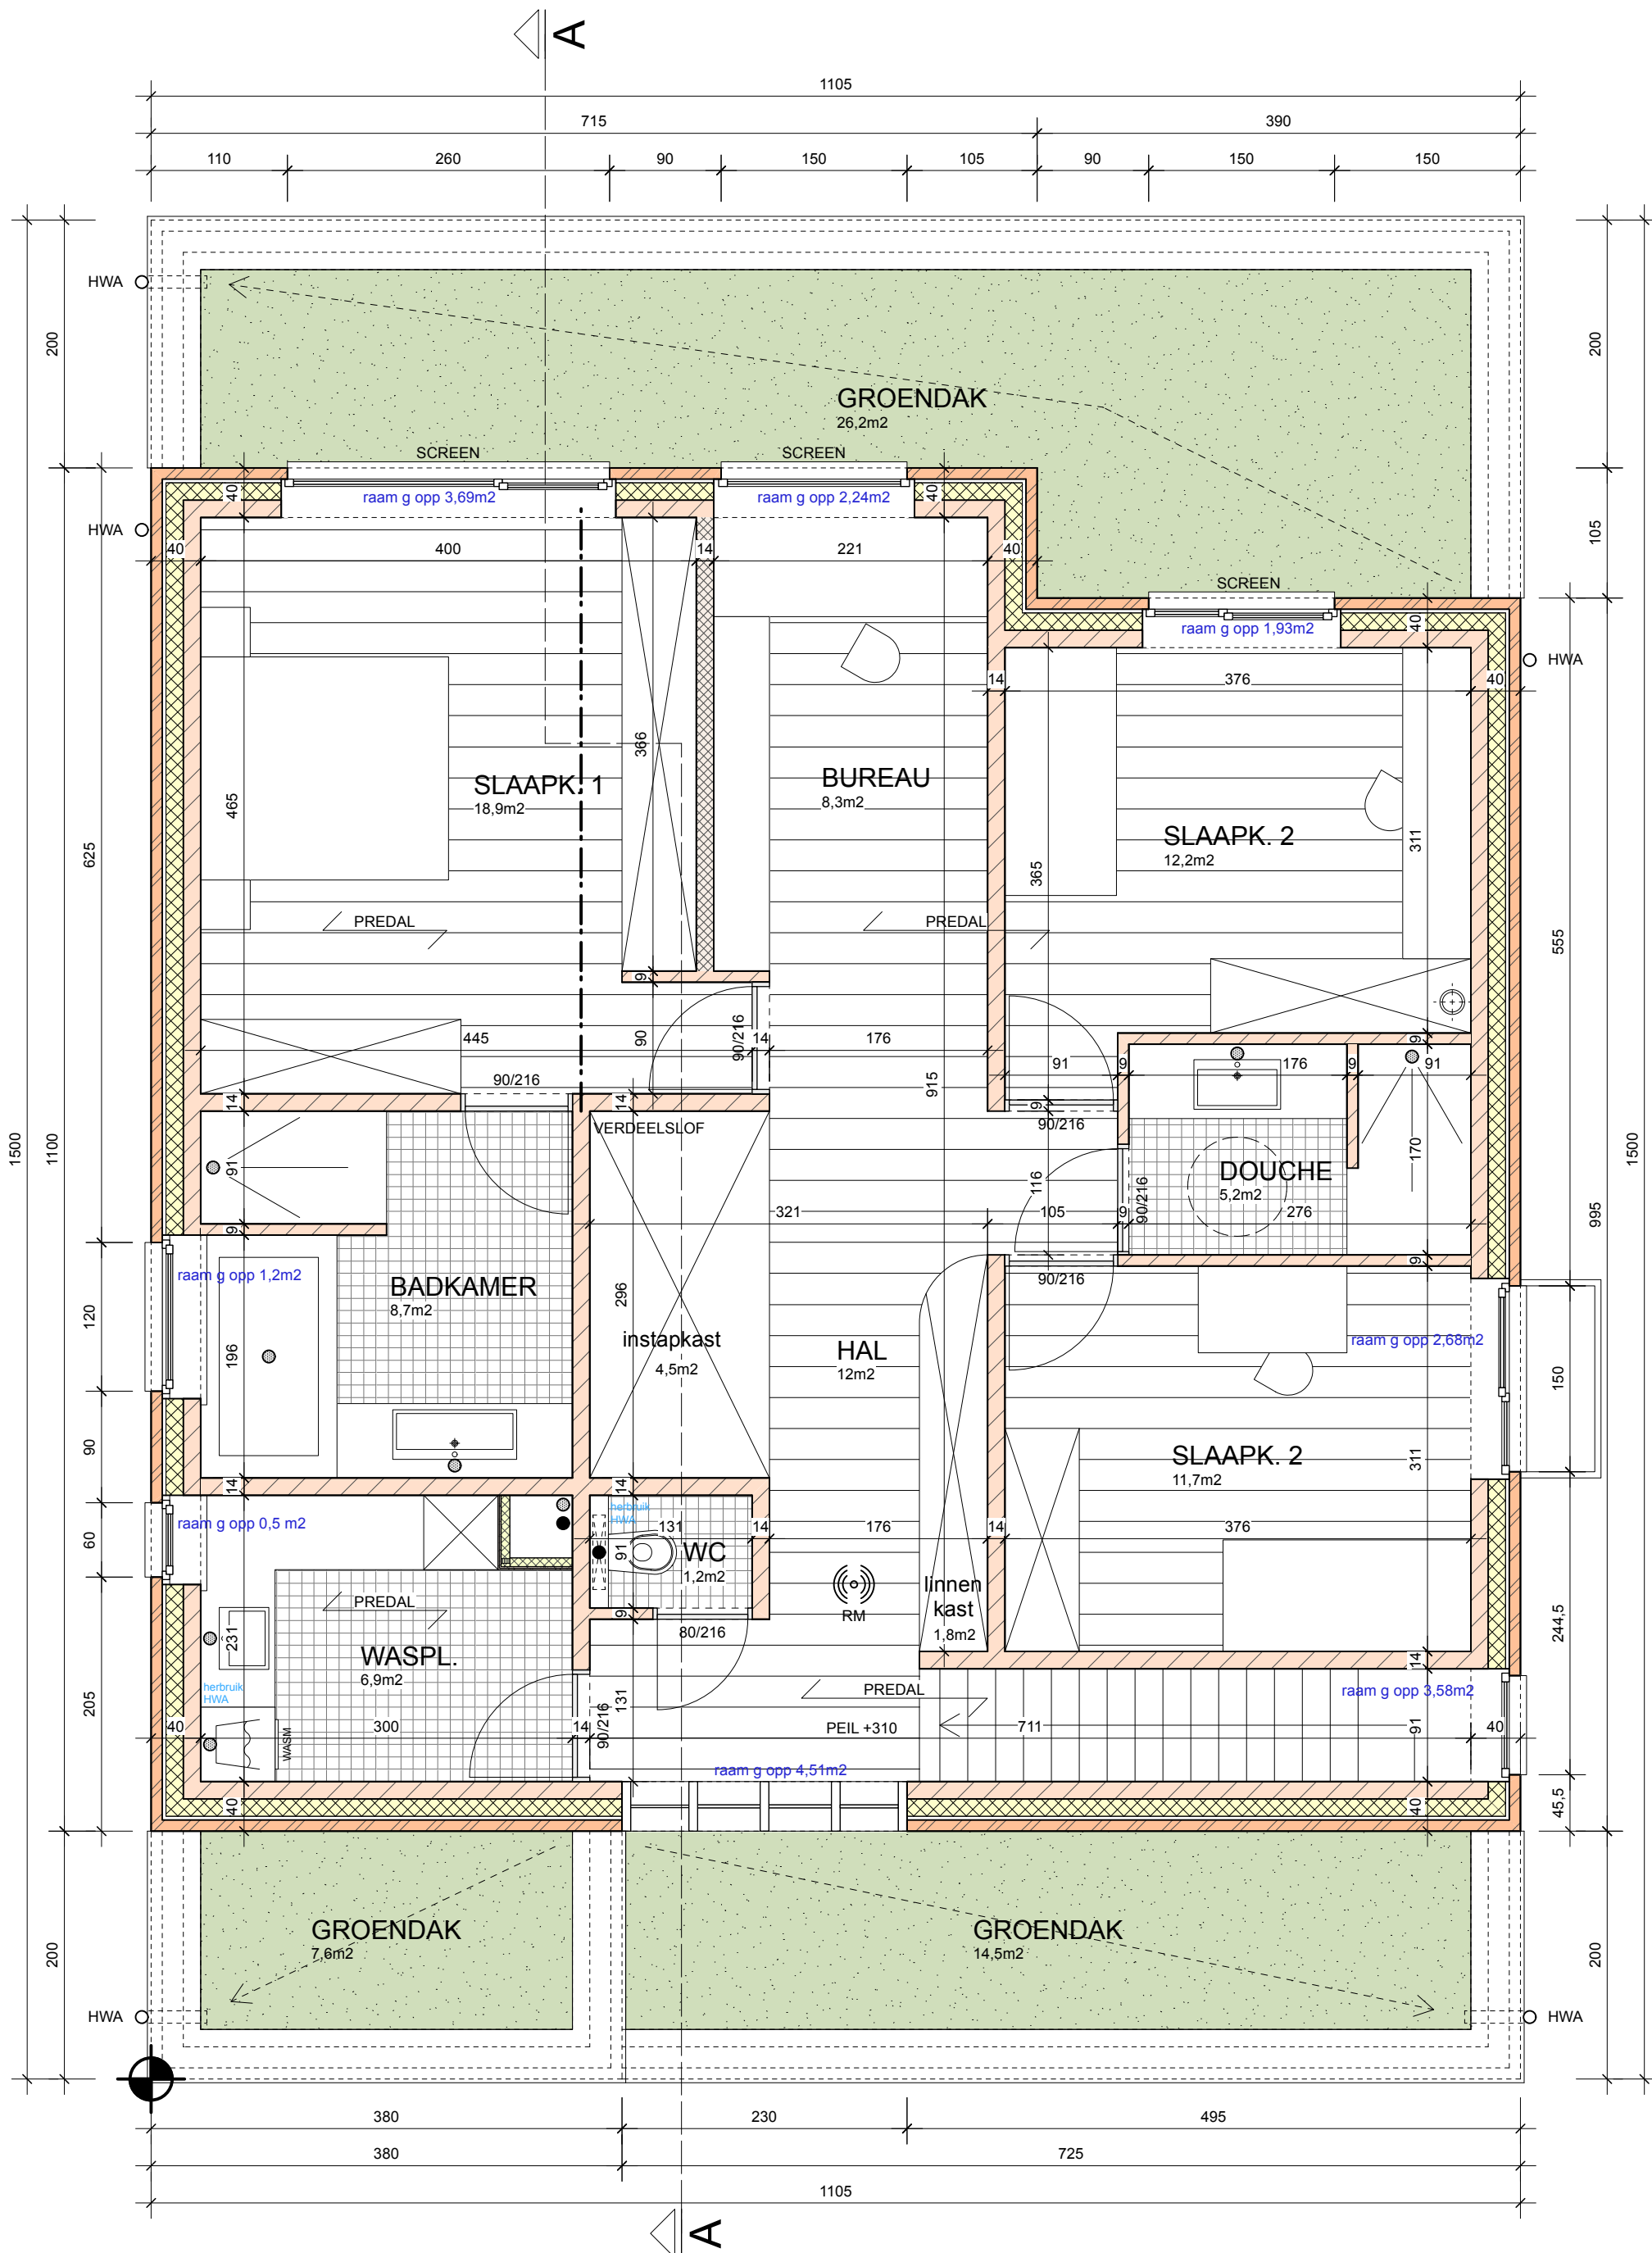 A
1105
715
390
110
260
90
150
105
90
150
150
HWA
200
200
GROENDAK
26,2m2
SCREEN
SCREEN
40
raam g opp 3,69m2
raam g opp 2,24m2
40
HWA
105
40
400
14
221
40
SCREEN
raam g opp 1,93m2
40
HWA
14
376
40
366
SLAAPK. 1
18,9m2
465
BUREAU
8,3m2
SLAAPK. 2
12,2m2
311
365
625
PREDAL
PREDAL
555
9
90
90/216
445
14
176
915
90/216
9
91
9
176
9
91
14
14
9
90/216
VERDEELSLOF
1500
1100
1500
91
116
DOUCHE
5,2m2
170
90/216
9
321
105
9
276
995
raam g opp 1,2m2
BADKAMER
8,7m2
296
90/216
9
120
196
instapkast
4,5m2
HAL
12m2
raam g opp 2,68m2
150
90
SLAAPK. 2
11,7m2
311
14
14
raam g opp 0,5 m2
herbruik
HWA
60
131
14
176
14
376
91
WC
1,2m2
RM
linnen
kast
1,8m2
PREDAL
9
80/216
231
WASPL.
6,9m2
244,5
14
herbruik
HWA
205
131
PREDAL
raam g opp 3,58m2
40
300
14
90/216
PEIL +310
711
91
40
WASM
raam g opp 4,51m2
40
40
45,5
GROENDAK
7,6m2
GROENDAK
14,5m2
200
200
HWA
HWA
380
230
495
380
725
1105
A